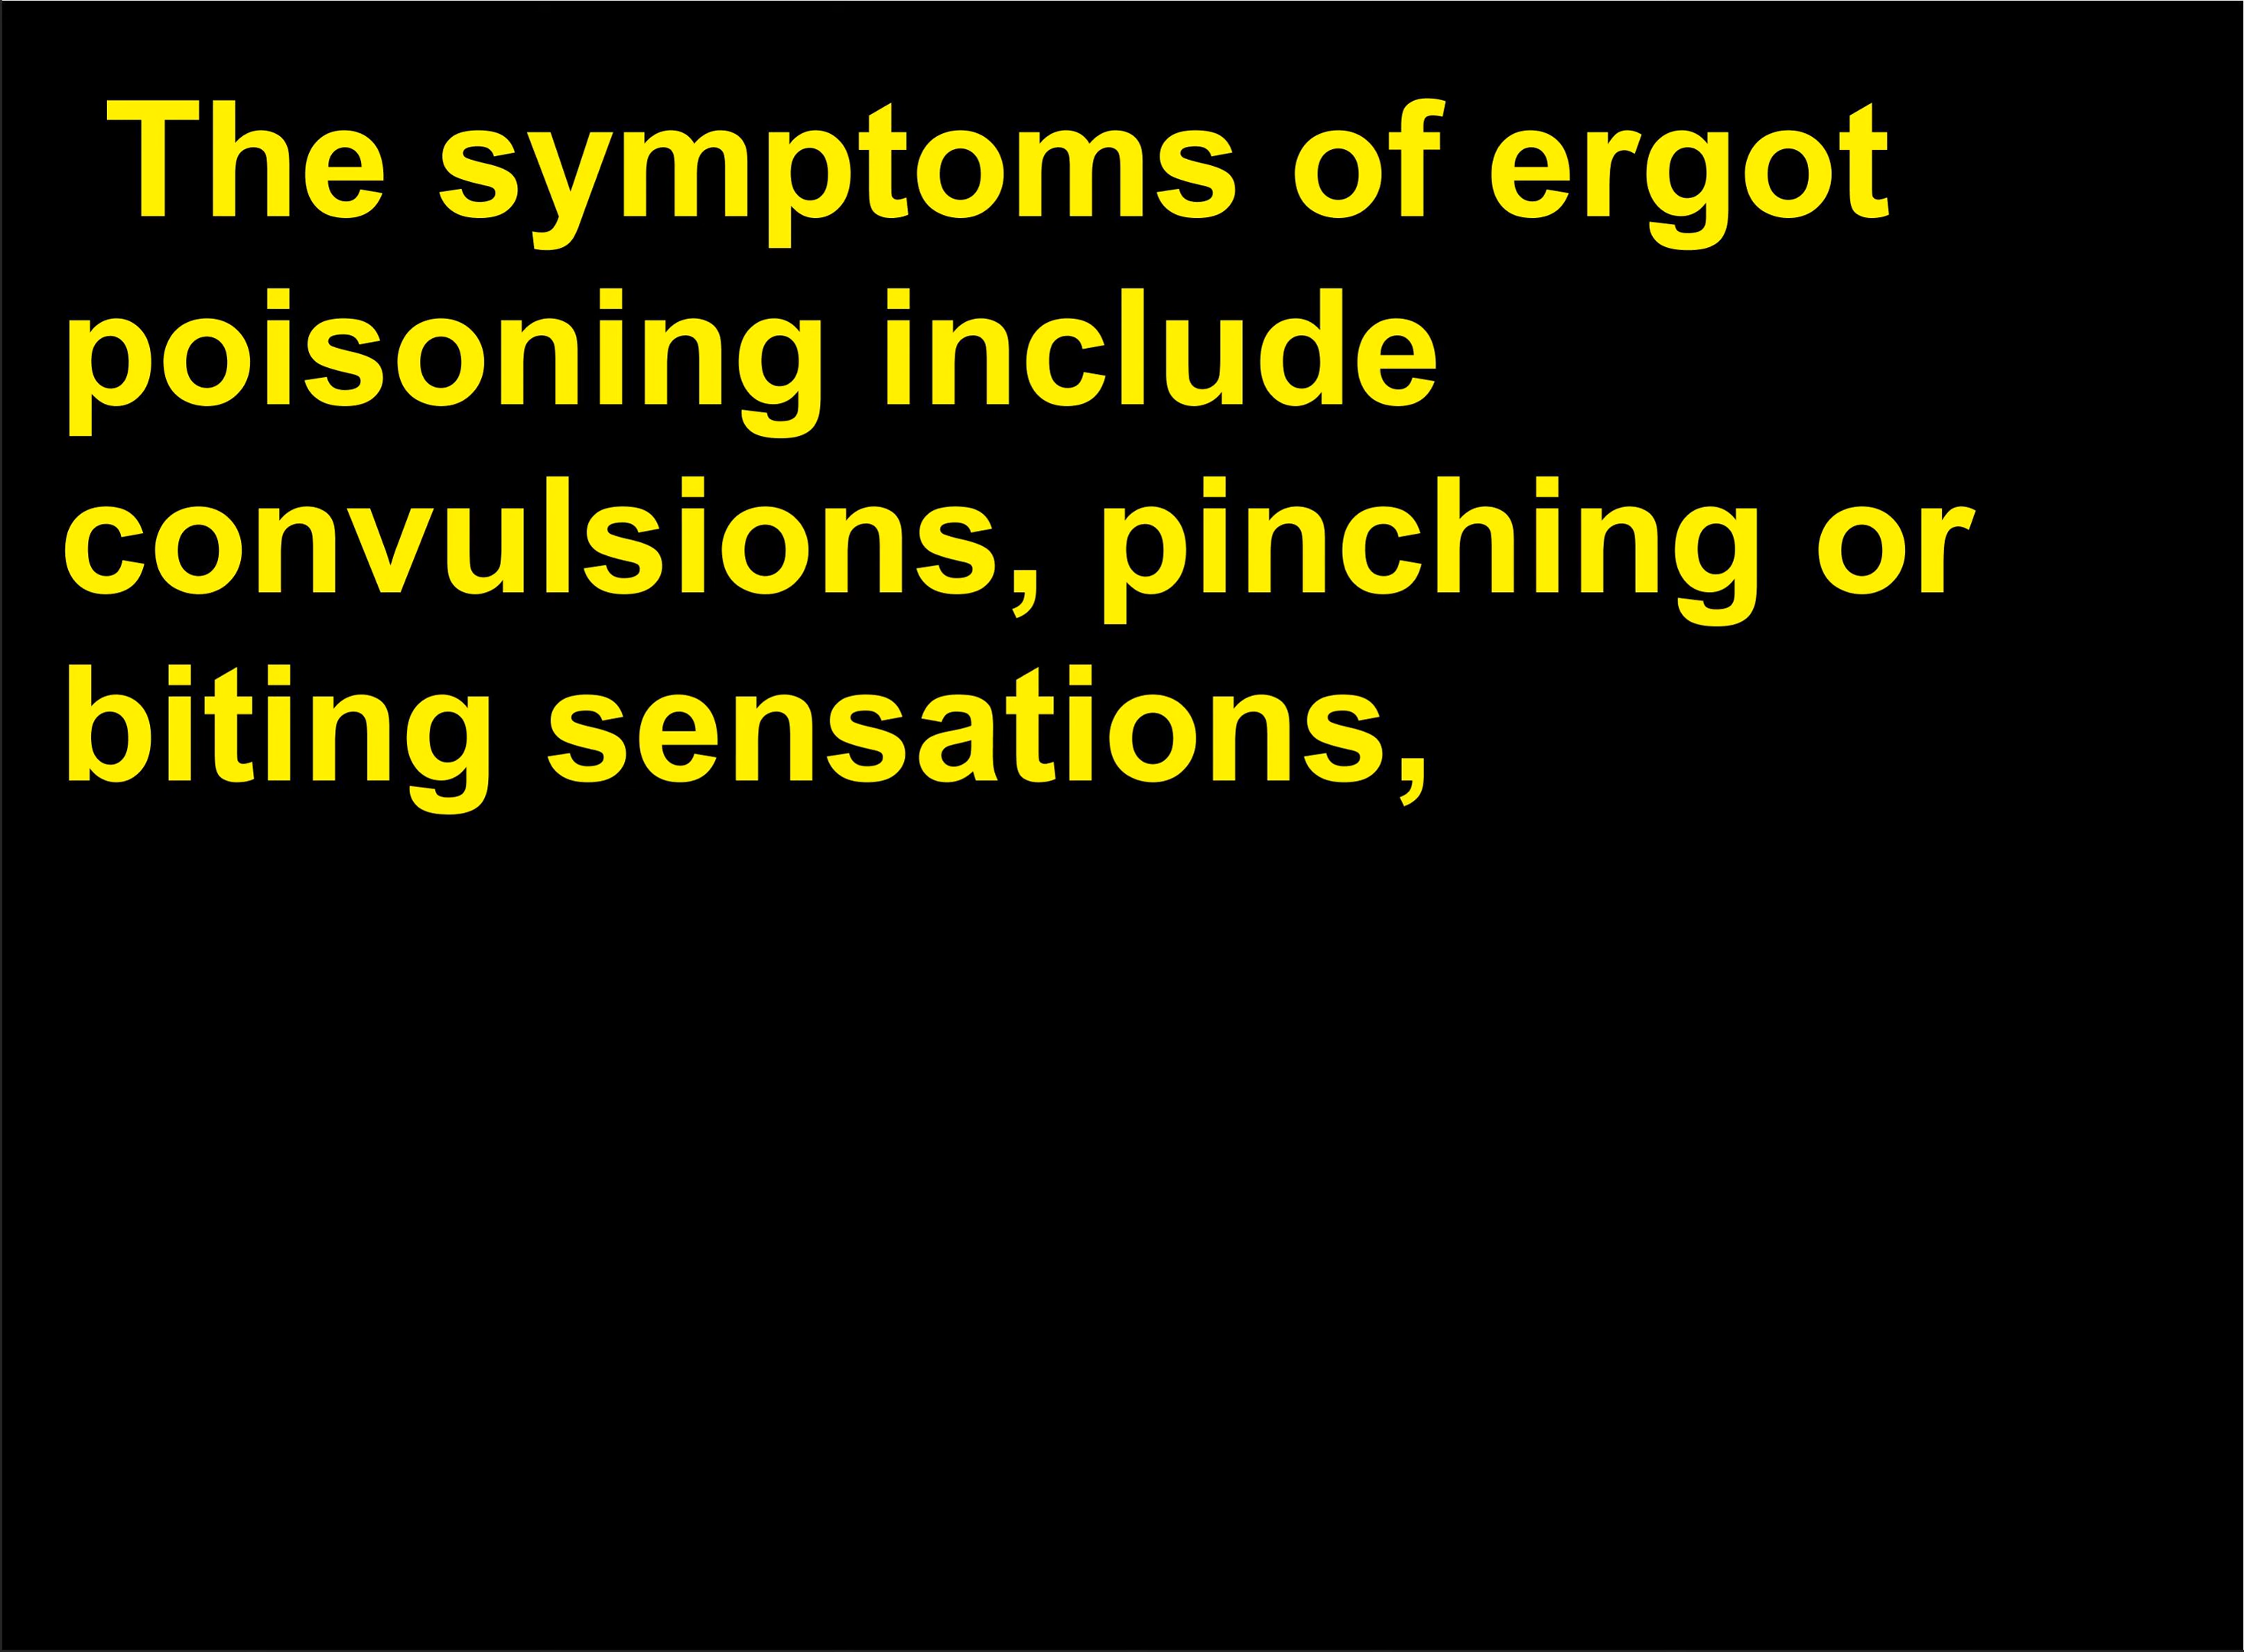 The symptoms of ergot
poisoning include
convulsions, pinching or
biting sensations,